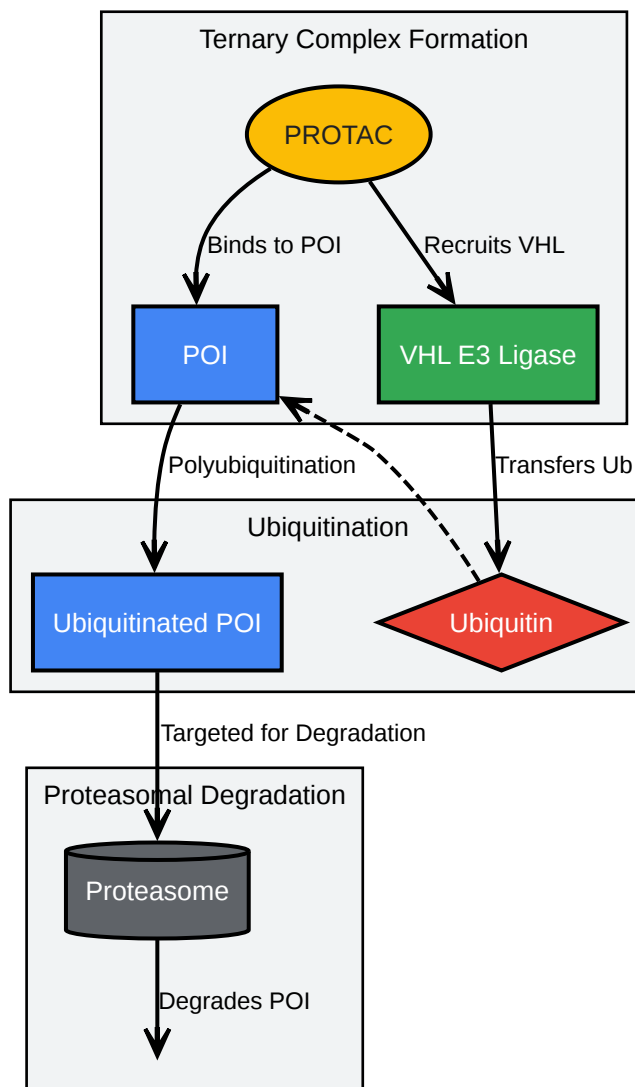 Ternary Complex Formation
PROTAC
Binds to POI
Recruits VHL
POI
VHL E3 Ligase
Polyubiquitination
Transfers Ub
Ubiquitination
Ubiquitinated POI
Ubiquitin
Targeted for Degradation
Proteasomal Degradation
Proteasome
Degrades POI